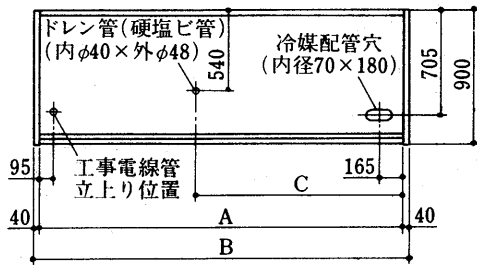 ドレン管(硬塩ビ管)
(内φ40×外φ48)
540
冷媒配管穴
(内径70×180)
705
900
95
工事電線管
立上り位置
165
C
40
A
40
B